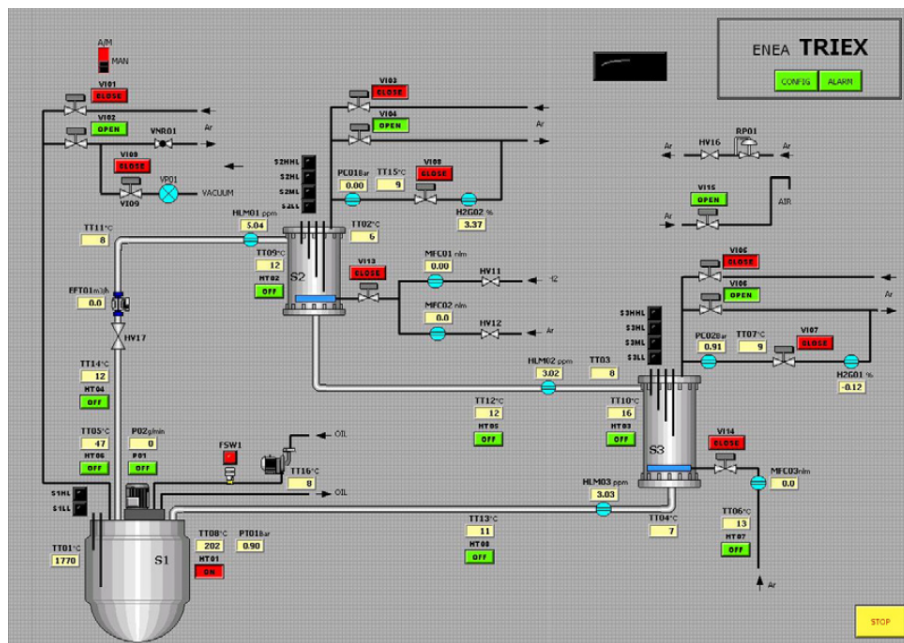 A/M
MAN
ENEA TRIEX
CONFIG ALARM
VI01
CLOSE
VI02
OPEN
VNR01
Ar
VI08
CLOSE
VI09
VP01
VACUUM
VI03
CLOSE
VI04
OPEN
Ar
S2HHL
S2HL
S2ML
S2LL
PC01Bar
0.00
TT15°C
9
CLOSE
H2G02 %
3.37
HV16
RP01
Ar
Ar
VI15
OPEN
AIR
Ar
TT11°C
8
HLM01 ppm
5.04
TT02°C
6
TT09°C
12
HT02
OFF
S2
VI13
CLOSE
MFC01 nlm
0.00
HV11
H2
MFC02 nlm
0.0
HV12
Ar
FFT01m3/h
0.0
HV17
VI05
CLOSE
VI06
OPEN
Ar
S3HHL
S3HL
S3HL
S3LL
PC02Bar
0.91
TT07°C
9
VI07
CLOSE
H2G01 %
-0.12
TT14°C
12
HT04
OFF
HLM02 ppm
3.02
TT03
8
TT12°C
12
HT05
OFF
TT10°C
16
HT03
OFF
S3
VI14
CLOSE
MFC03nlm
0.0
TT05°C
47
HT06
OFF
P02g/min
0
P01
OFF
FSW1
OIL
TT16°C
8
OIL
S1HL
S1LL
HLM03 ppm
3.03
TT13°C
11
HT08
OFF
TT04°C
7
TT06°C
13
HT07
OFF
Ar
TT01°C
1770
S1
TT08°C
202
HT01
ON
PT01Bar
0.90
STOP